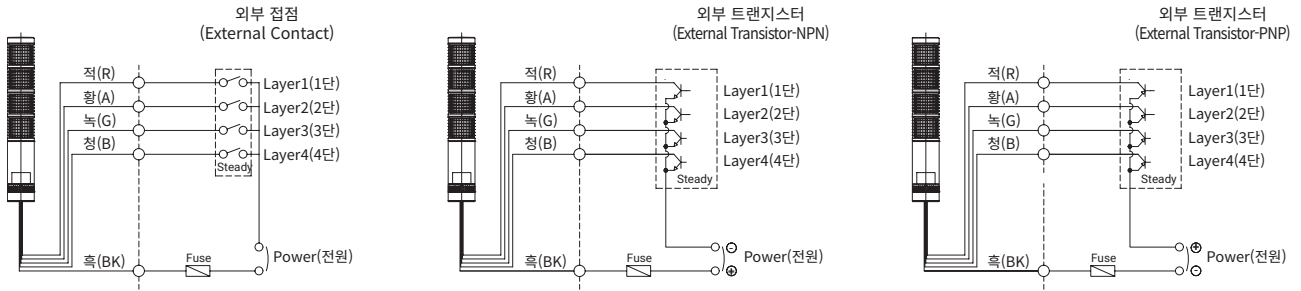 외부 접점
(External Contact)
적(R)
황(A)
녹(G)
청(B)
Layer1(1단)
Layer2(2단)
Layer3(3단)
Layer4(4단)
Steady
흑(BK)
Fuse
Power(전원)
외부 트랜지스터
(External Transistor-NPN)
적(R)
황(A)
녹(G)
청(B)
Layer1(1단)
Layer2(2단)
Layer3(3단)
Layer4(4단)
Steady
흑(BK)
Fuse
Power(전원)
외부 트랜지스터
(External Transistor-PNP)
적(R)
황(A)
녹(G)
청(B)
Layer1(1단)
Layer2(2단)
Layer3(3단)
Layer4(4단)
Steady
흑(BK)
Fuse
Power(전원)